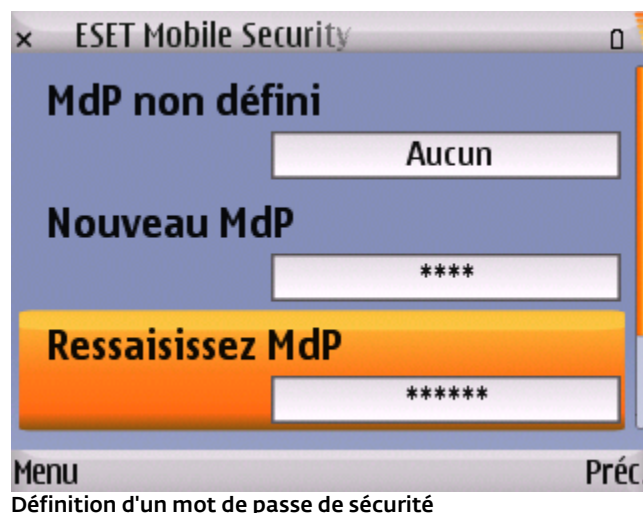 × ESET Mobile Security
MdP non défini
Aucun
Nouveau MdP
****
Ressaisissez MdP
******
Menu Préc.
Définition d'un mot de passe de sécurité